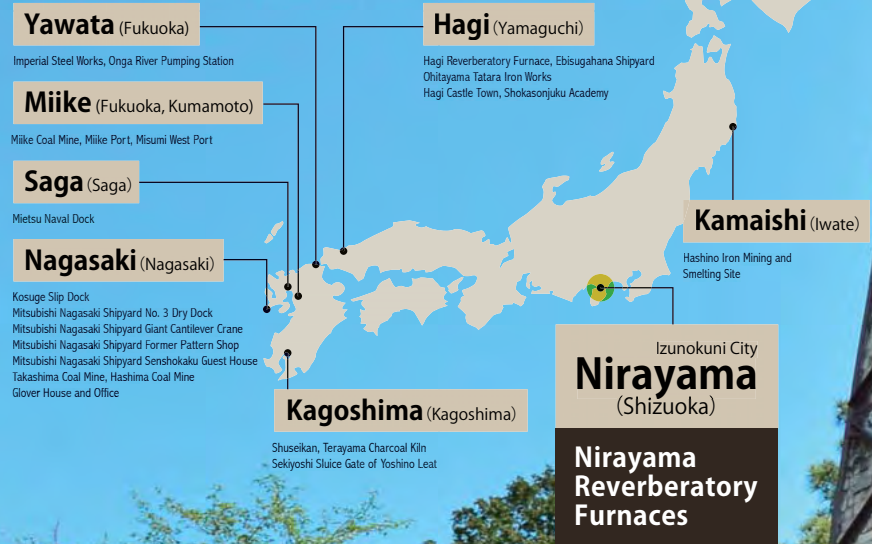 Yawata (Fukuoka)
Imperial Steel Works, Onga River Pumping Station
Miike (Fukuoka, Kumamoto)
Miike Coal Mine, Miike Port, Misumi West Port
Saga (Saga)
Mietsu Naval Dock
Nagasaki (Nagasaki)
Kosuge Slip Dock
Mitsubishi Nagasaki Shipyard No. 3 Dry Dock
Mitsubishi Nagasaki Shipyard Giant Cantilever Crane
Mitsubishi Nagasaki Shipyard Former Pattern Shop
Mitsubishi Nagasaki Shipyard Senshokaku Guest House
Takashima Coal Mine, Hashima Coal Mine
Glover House and Office
Hagi (Yamaguchi)
Hagi Reverberatory Furnace, Ebisugahana Shipyard
Ohitayama Tatara Iron Works
Hagi Castle Town, Shokasonjuku Academy
Kamaishi (Iwate)
Hashino Iron Mining and
Smelting Site
Kagoshima (Kagoshima)
Shuseikan, Terayama Charcoal Kiln
Sekiyoshi Sluice Gate of Yoshino Leat
Izunokuni City
Nirayama
(Shizuoka)
Nirayama
Reverberatory
Furnaces